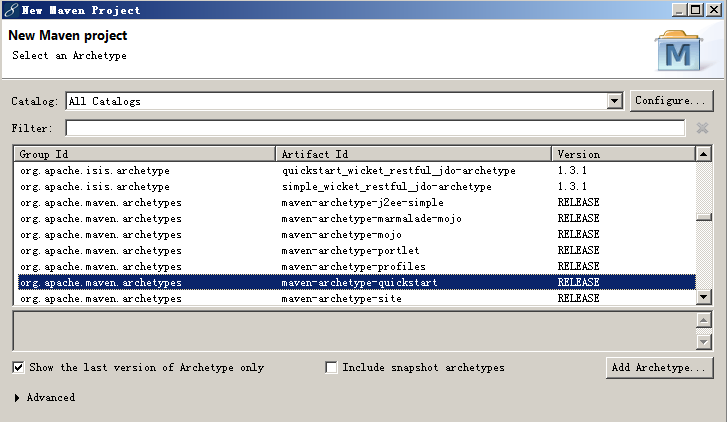 New Maven Project
New Maven project
Select an Archetype
M
Catalog: All Catalogs Configure...
Filter:
Group Id Artifact Id Version
org.apache.isis.archetype quickstart_wicket_restful_jdo-archetype 1.3.1
org.apache.isis.archetype simple_wicket_restful_jdo-archetype 1.3.1
org.apache.maven.archetypes maven-archetype-j2ee-simple RELEASE
org.apache.maven.archetypes maven-archetype-marmalade-mojo RELEASE
org.apache.maven.archetypes maven-archetype-mojo RELEASE
org.apache.maven.archetypes maven-archetype-portlet RELEASE
org.apache.maven.archetypes maven-archetype-profiles RELEASE
org.apache.maven.archetypes maven-archetype-quickstart RELEASE
org.apache.maven.archetypes maven-archetype-site RELEASE
Show the last version of Archetype only Include snapshot archetypes Add Archetype...
Advanced